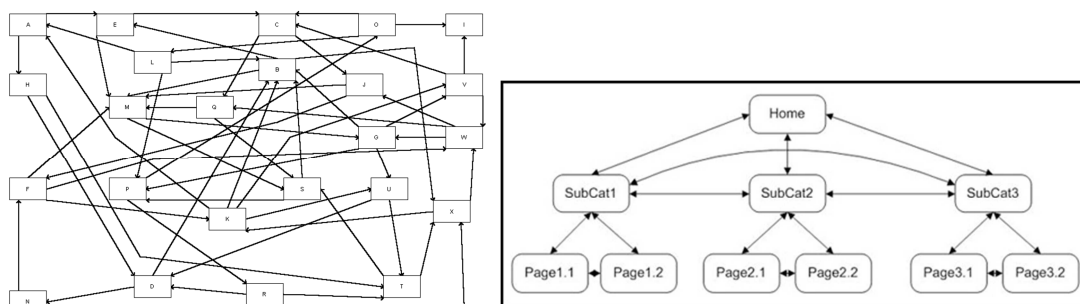 A E C O I
L
B
H J V
M Q
G W
F P S U
K X
D R T
N
Home
SubCat1 SubCat2 SubCat3
Page1.1 Page1.2 Page2.1 Page2.2 Page3.1 Page3.2